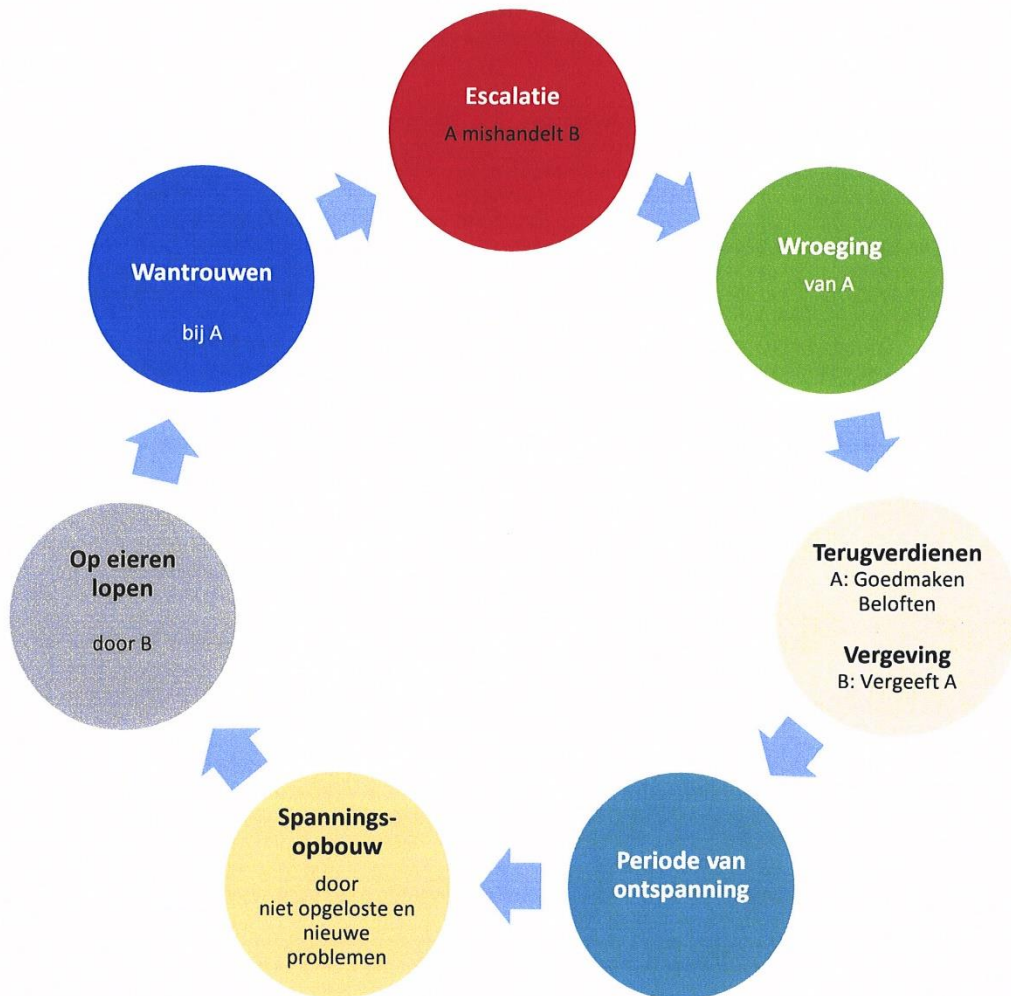 Escalatie
A mishandelt B
Wroeging
van A
Terugverdienen
A: Goedmaken
Beloften
Vergeving
B: Vergeeft A
Periode van
ontspanning
Spannings-
opbouw
door
niet opgeloste en
nieuwe
problemen
Op eieren
lopen
door B
Wantrouwen
bij A